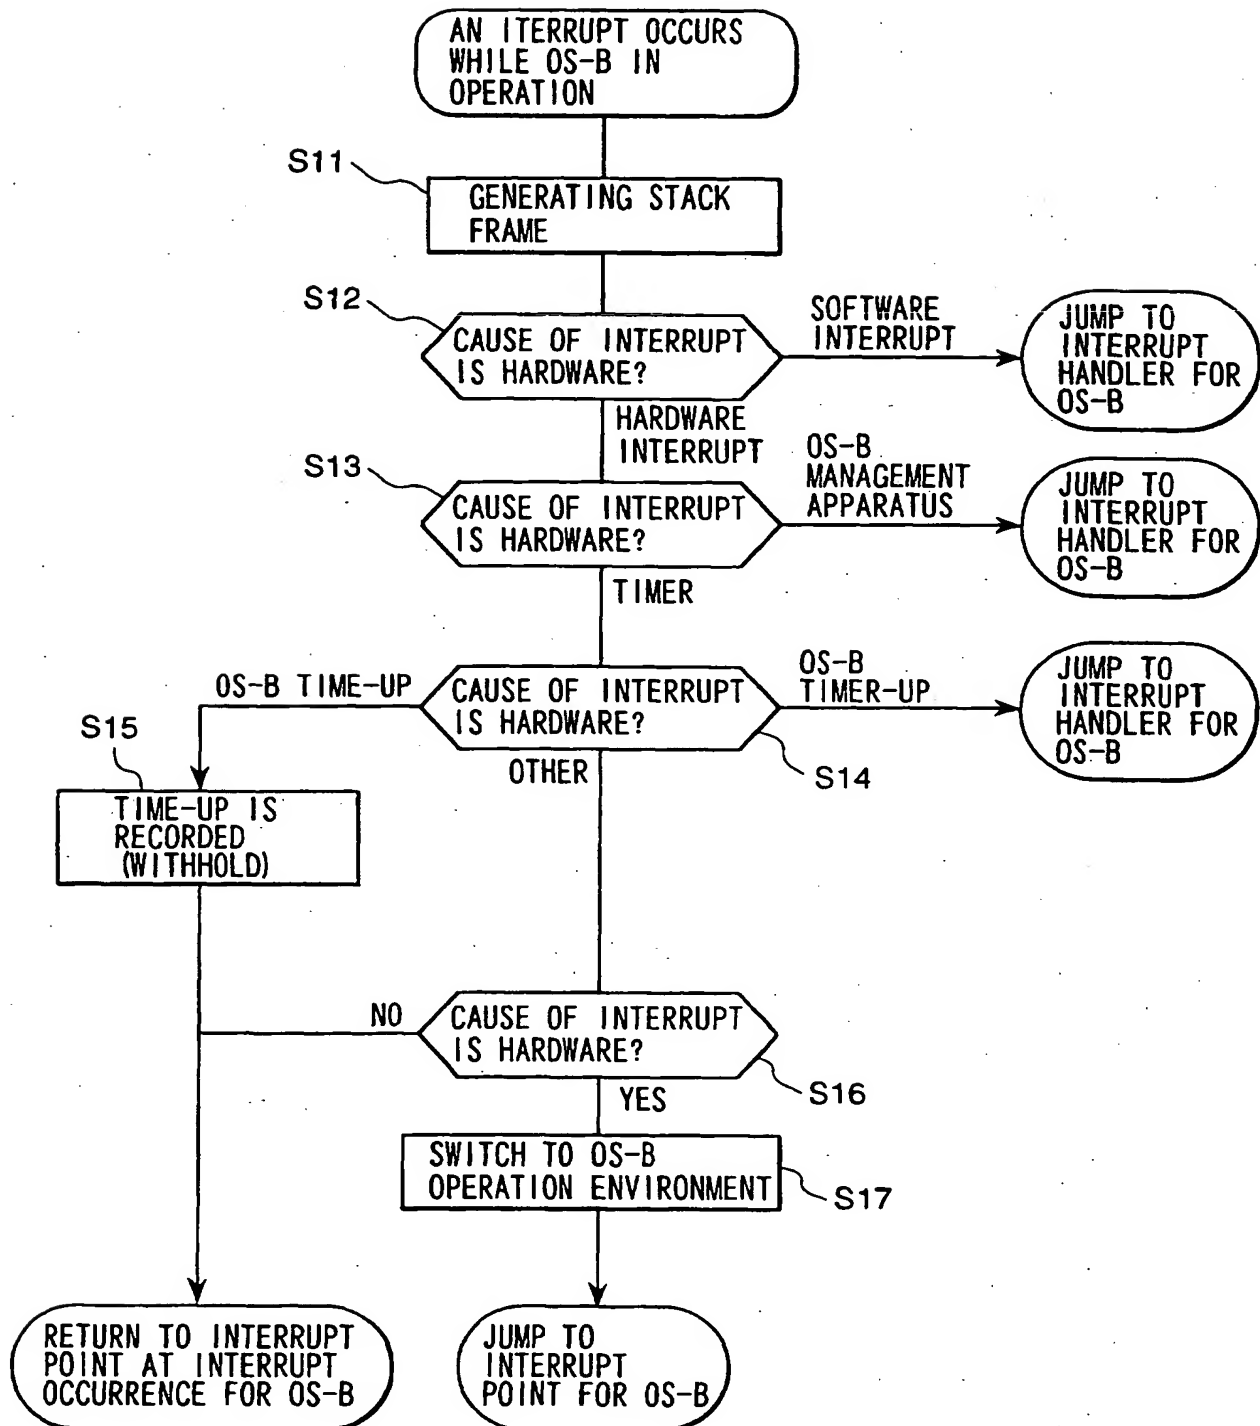 AN ITERRUPT OCCURS
WHILE OS-B IN
OPERATION
S11
GENERATING STACK
FRAME
S12
CAUSE OF INTERRUPT
IS HARDWARE?
SOFTWARE
INTERRUPT
JUMP TO
INTERRUPT
HANDLER FOR
OS-B
HARDWARE
INTERRUPT
S13
CAUSE OF INTERRUPT
IS HARDWARE?
OS-B
MANAGEMENT
APPARATUS
JUMP TO
INTERRUPT
HANDLER FOR
OS-B
TIMER
OS-B TIME-UP
CAUSE OF INTERRUPT
IS HARDWARE?
OS-B
TIMER-UP
JUMP TO
INTERRUPT
HANDLER FOR
OS-B
S15
OTHER
S14
TIME-UP IS
RECORDED
(WITHHOLD)
NO
CAUSE OF INTERRUPT
IS HARDWARE?
S16
YES
SWITCH TO OS-B
OPERATION ENVIRONMENT
S17
RETURN TO INTERRUPT
POINT AT INTERRUPT
OCCURRENCE FOR OS-B
JUMP TO
INTERRUPT
POINT FOR OS-B